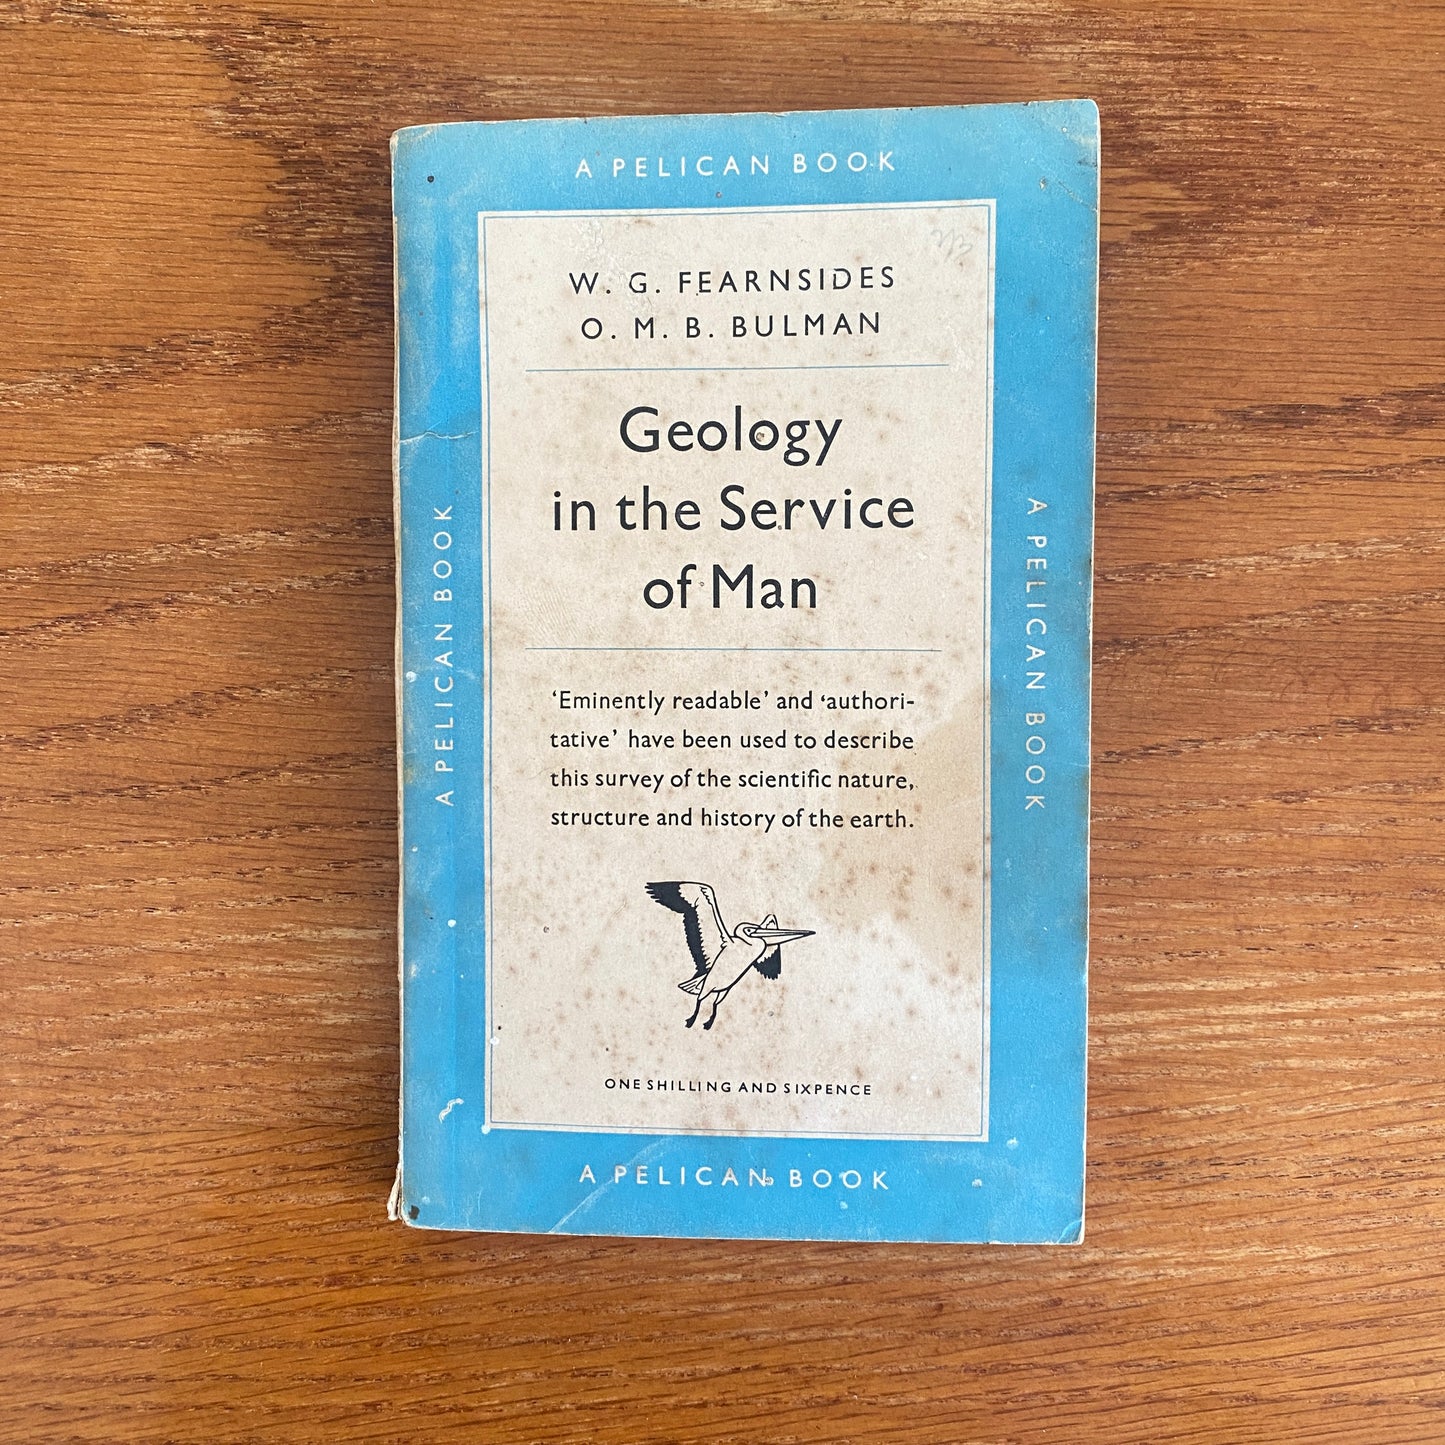 A PELICAN BOOK
W. G. FEARNSIDES
O. M. B. BULMAN
Geology
in the Service
of Man
'Eminently readable' and 'authori-
tative' have been used to describe
this survey of the scientific nature,
structure and history of the earth.
ONE SHILLING AND SIXPENCE
A PELICAN BOOK
A PELICAN BOOK
A PELICAN BOOK